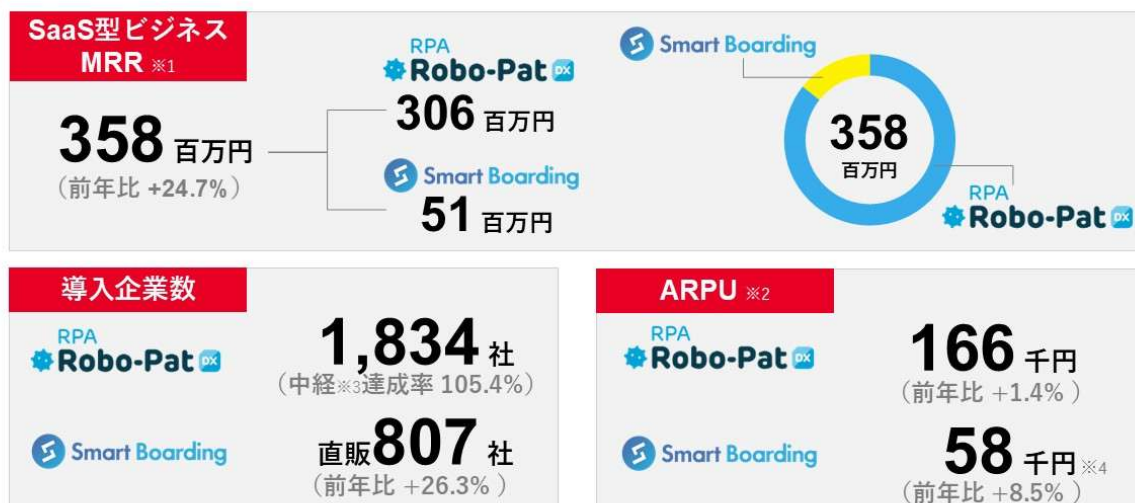 SaaS型ビジネス
MRR ※1
358 百万円
（前年比 +24.7%）
RPA
Robo-Pat DX
306 百万円
Smart Boarding
51 百万円
Smart Boarding
358
百万円
RPA
Robo-Pat DX
導入企業数
RPA
Robo-Pat DX
1,834 社
（中経※3達成率 105.4%）
Smart Boarding
直販807 社
（前年比 +26.3% ）
ARPU ※2
RPA
Robo-Pat DX
166 千円
（前年比 +1.4% ）
Smart Boarding
58 千円※4
（前年比 +8.5% ）